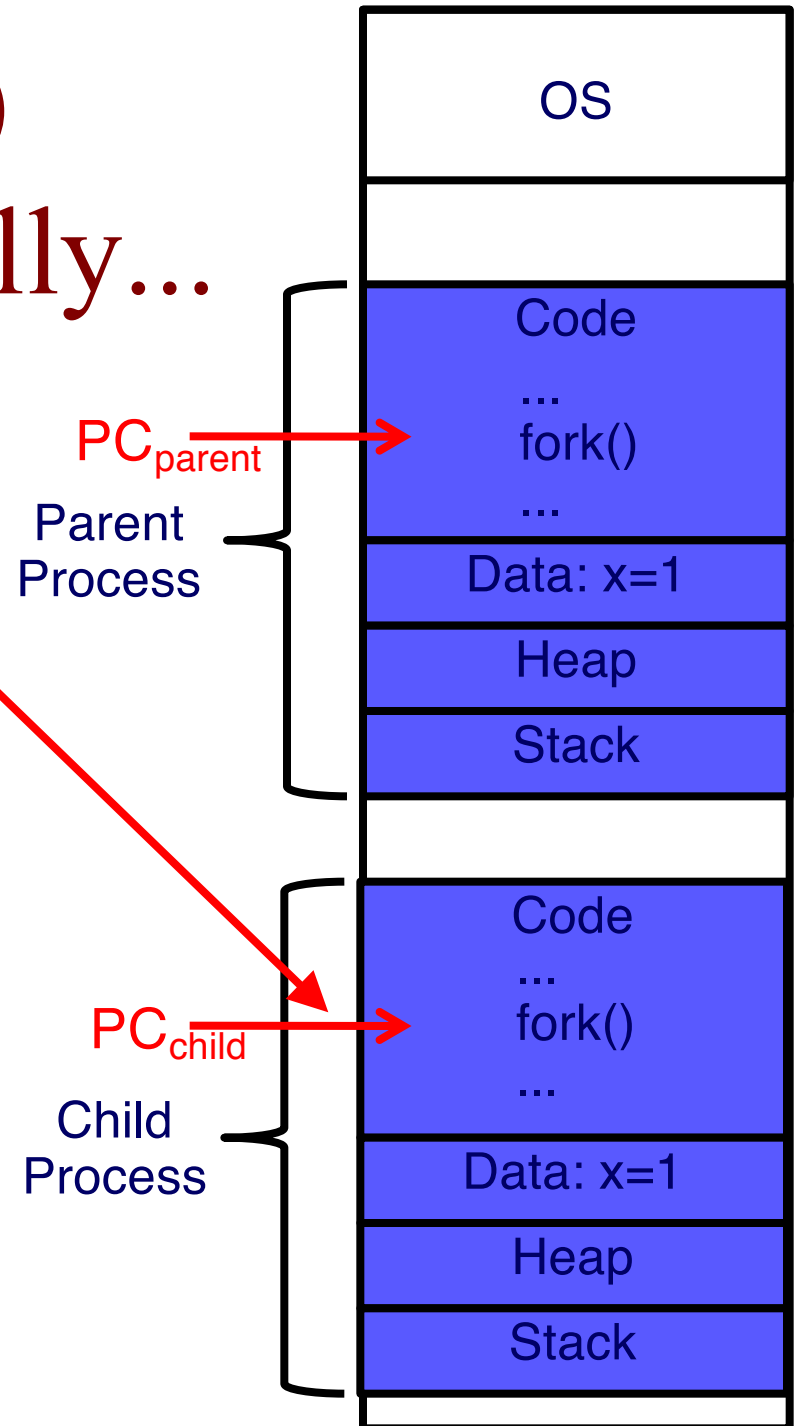 )
lly...
OS
Code
...
PCparent
fork()
...
Parent
Process
Data: x=1
Heap
Stack
Code
...
PCchild
fork()
...
Child
Process
Data: x=1
Heap
Stack